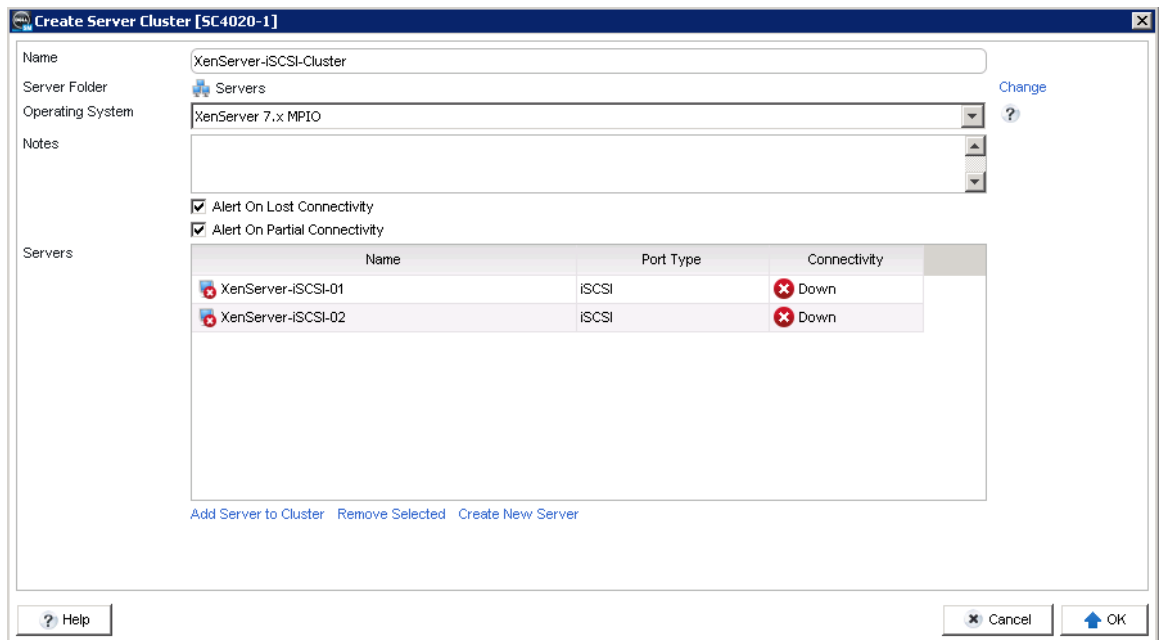 Create Server Cluster [SC4020-1]
Name XenServer-iSCSI-Cluster
Server Folder Servers Change
Operating System XenServer 7.x MPIO ?
Notes
Alert On Lost Connectivity
Alert On Partial Connectivity
Servers Name Port Type Connectivity
XenServer-iSCSI-01 iSCSI Down
XenServer-iSCSI-02 iSCSI Down
Add Server to Cluster Remove Selected Create New Server
? Help Cancel OK